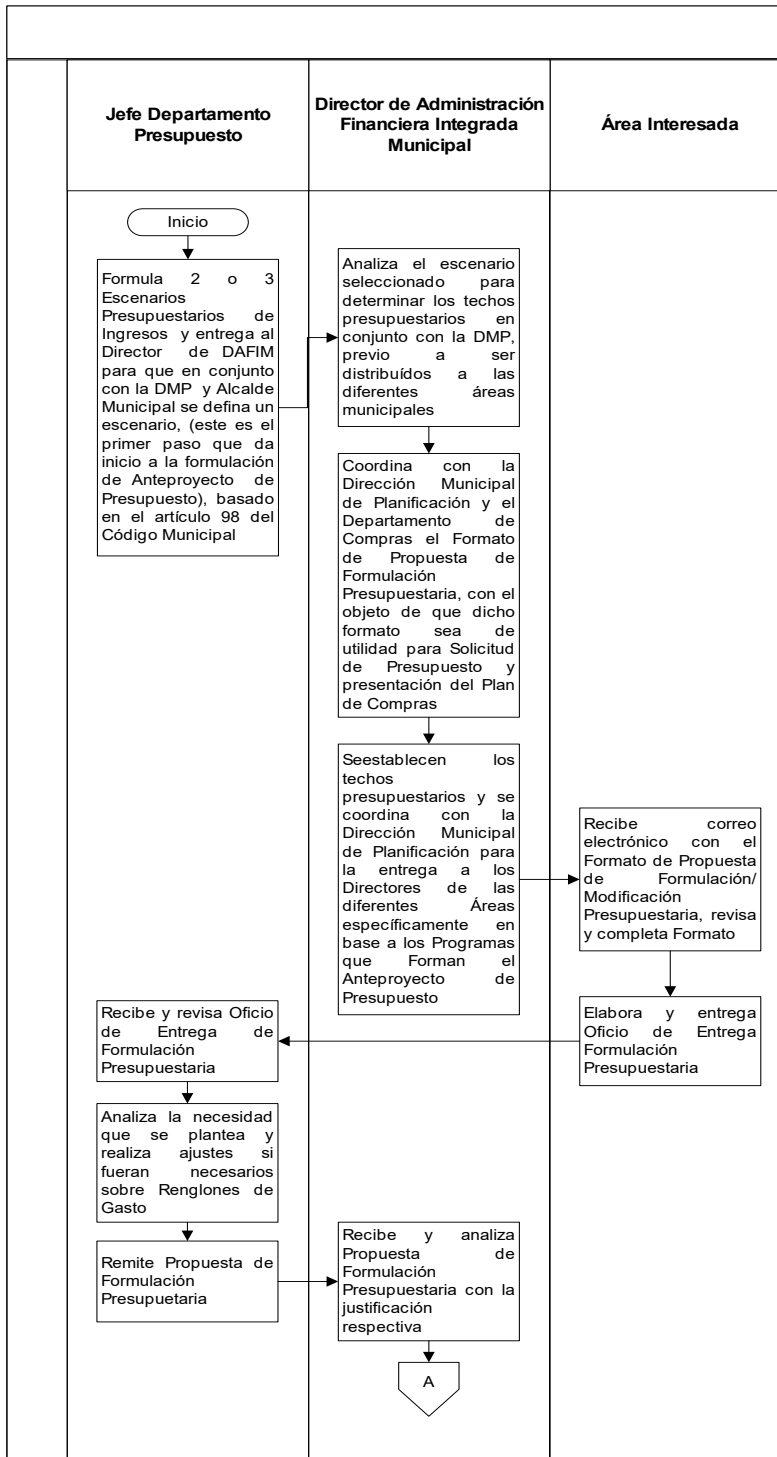 Jefe Departamento
Presupuesto
Director de Administración
Financiera Integrada
Municipal
Área Interesada
Inicio
Formula 2 o 3
Escenarios
Presupuestarios de
Ingresos y entrega al
Director de DAFIM
para que en conjunto
con la DMP y Alcalde
Municipal se defina un
escenario, (este es el
primer paso que da
inicio a la formulación
de Anteproyecto de
Presupuesto), basado
en el artículo 98 del
Código Municipal
Analiza el escenario
seleccionado para
determinar los techos
presupuestarios en
conjunto con la DMP,
previo a ser
distribuídos a las
diferentes áreas
municipales
Coordina con la
Dirección Municipal
de Planificación y el
Departamento de
Compras el Formato
de Propuesta de
Formulación
Presupuestaria, con el
objeto de que dicho
formato sea de
utilidad para Solicitud
de Presupuesto y
presentación del Plan
de Compras
Seestablecen los
techos
presupuestarios y se
coordina con la
Dirección Municipal
de Planificación para
la entrega a los
Directores de las
diferentes Áreas
específicamente en
base a los Programas
que Forman el
Anteproyecto de
Presupuesto
Recibe correo
electrónico con el
Formato de Propuesta
de Formulación/
Modificación
Presupuestaria, revisa
y completa Formato
Elabora y entrega
Oficio de Entrega
Formulación
Presupuestaria
Recibe y revisa Oficio
de Entrega de
Formulación
Presupuestaria
Analiza la necesidad
que se plantea y
realiza ajustes si
fueran necesarios
sobre Renglones de
Gasto
Remite Propuesta de
Formulación
Presupuetaria
Recibe y analiza
Propuesta de
Formulación
Presupuestaria con la
justificación
respectiva
A